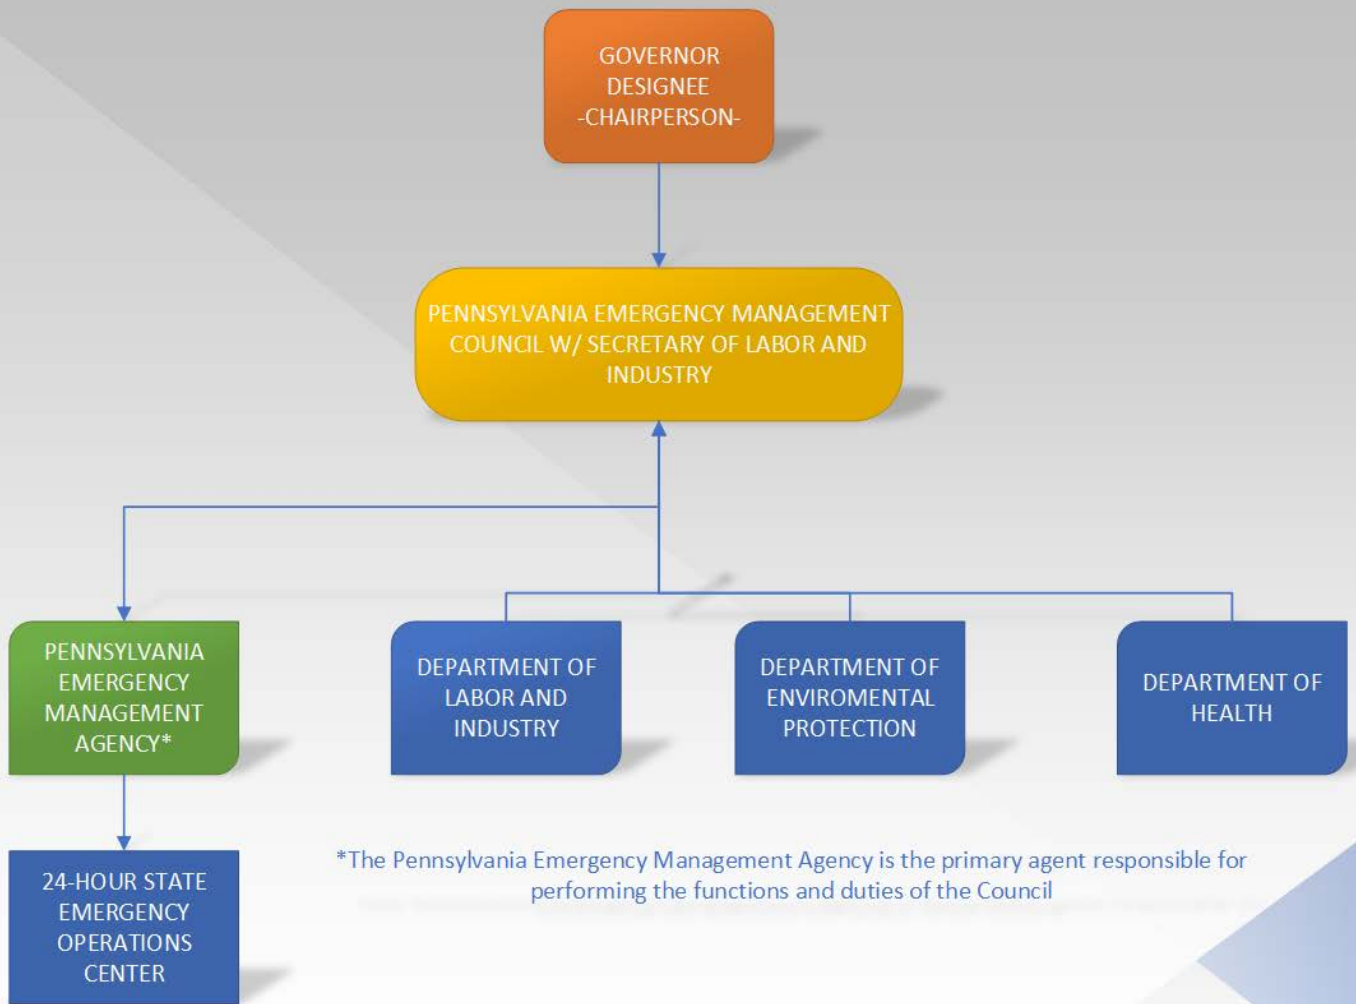 GOVERNOR
DESIGNEE
-CHAIRPERSON-
PENNSYLVANIA EMERGENCY MANAGEMENT
COUNCIL W/ SECRETARY OF LABOR AND
INDUSTRY
PENNSYLVANIA
EMERGENCY
MANAGEMENT
AGENCY*
DEPARTMENT OF
LABOR AND
INDUSTRY
DEPARTMENT OF
ENVIROMENTAL
PROTECTION
DEPARTMENT OF
HEALTH
24-HOUR STATE
EMERGENCY
OPERATIONS
CENTER
*The Pennsylvania Emergency Management Agency is the primary agent responsible for
performing the functions and duties of the Council